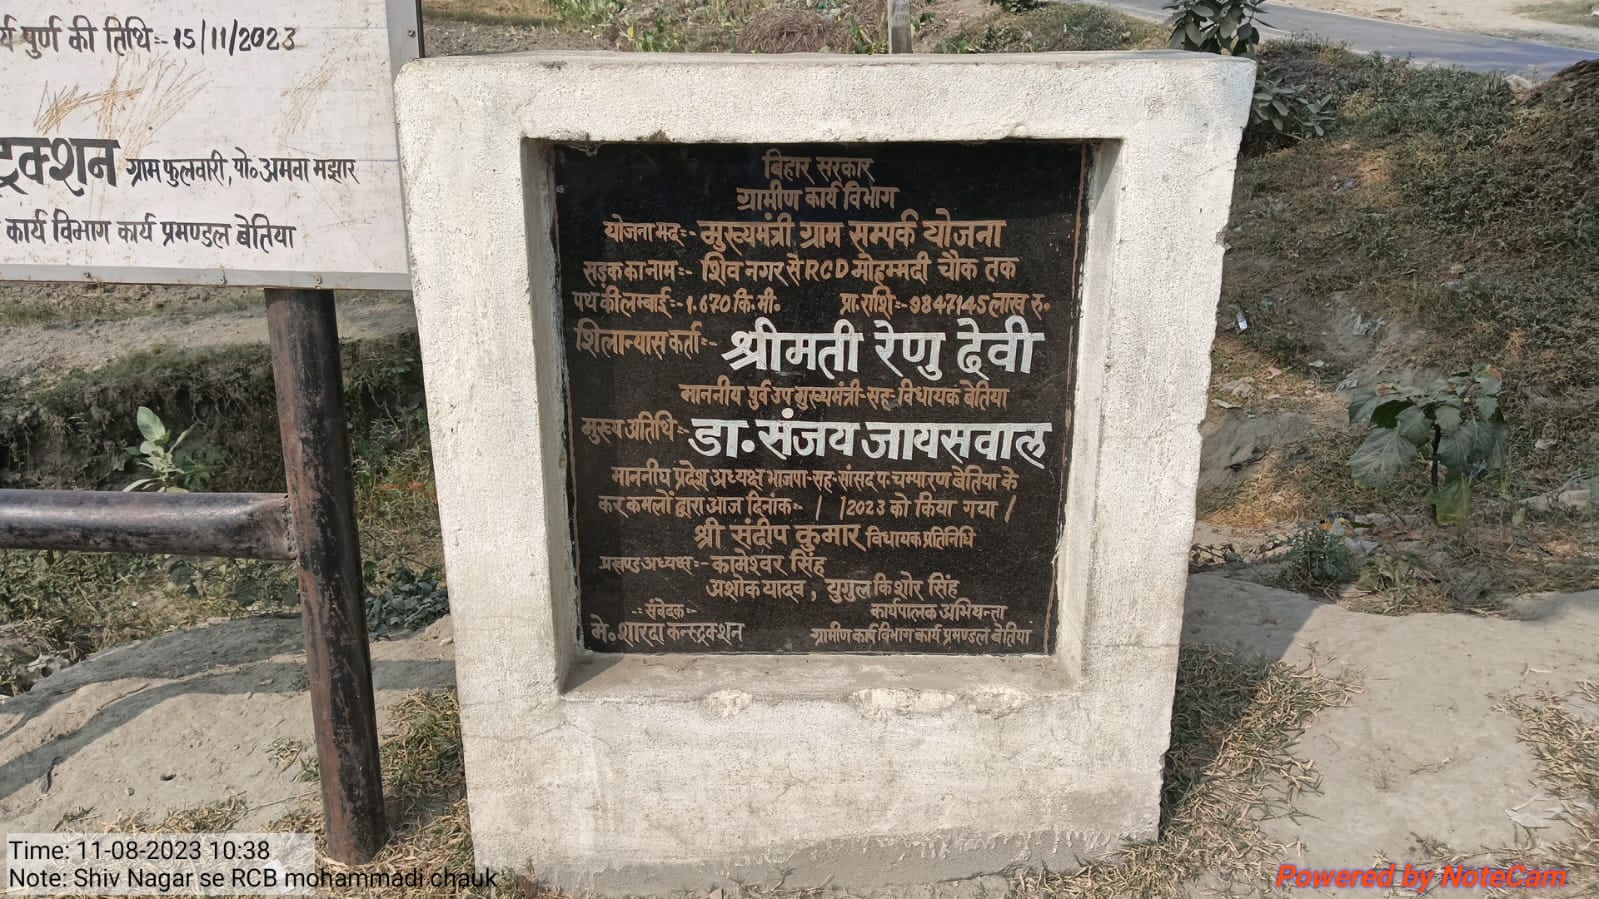 र्य पुर्ण की तिथि:- 15/11/2023
ट्रक्शन ग्राम फुलवारी, पो० अमवा मझार
कार्य विभाग कार्य प्रमण्डल बेतिया
बिहार सरकार
ग्रामीण कार्य विभाग
योजना मद्:- मुख्यमंत्री ग्राम सम्पर्क योजना
सड़क का नाम:- शिव नगर से RCD मोहम्मदी चौक तक
पथ की लम्बाई:- 1.670 कि.मी. प्रा. राशि:- 9847145 लाख रु.
शिलान्यास कर्ता:- श्रीमती रेणु देवी
माननीय पुर्व उप मुख्यमंत्री-सह-विधायक बेतिया
मुख्य अतिथि:- डा. संजय जायसवाल
माननीय प्रदेश अध्यक्ष भाजपा-सह-सांसद प. चम्पारण बेतिया के
कर कमलों द्वारा आज दिनांक- / /2023 को किया गया /
श्री संदीप कुमार विधायक प्रतिनिधि
प्रखण्ड अध्यक्ष:- कामेश्वर सिंह
अशोक यादव, युगुल किशोर सिंह
-: संवेदक:- कार्यपालक अभियन्ता
मे. शारदा कन्स्ट्रक्शन ग्रामीण कार्य विभाग कार्य प्रमण्डल बेतिया
Time: 11-08-2023 10:38
Note: Shiv Nagar se RCB mohammadi chauk
Powered by NoteCam